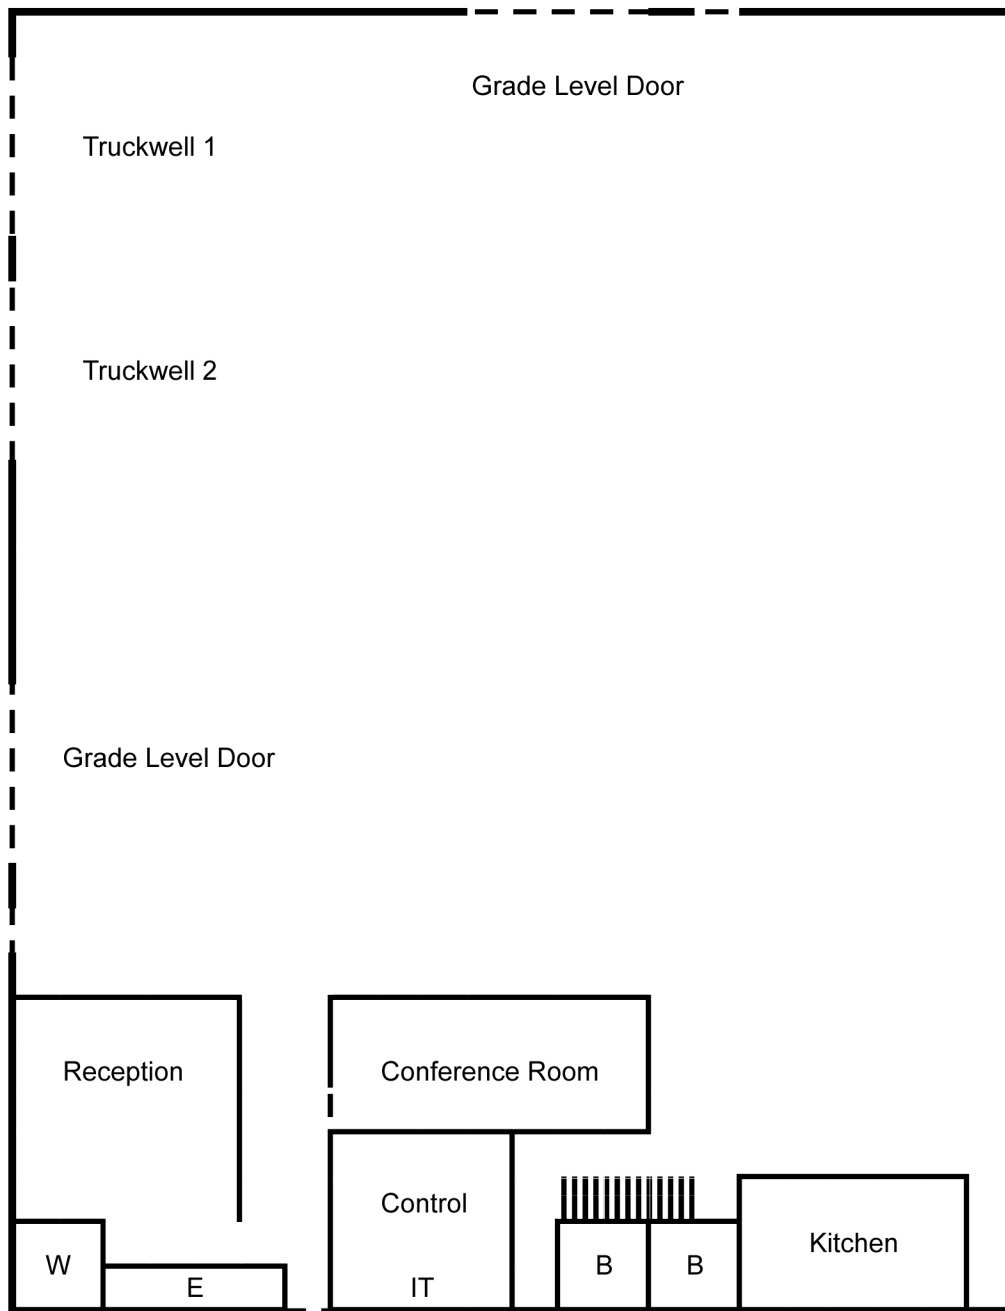 Grade Level Door
Truckwell 1
Truckwell 2
Grade Level Door
Reception
Conference Room
Control
Kitchen
W
B
B
E
IT